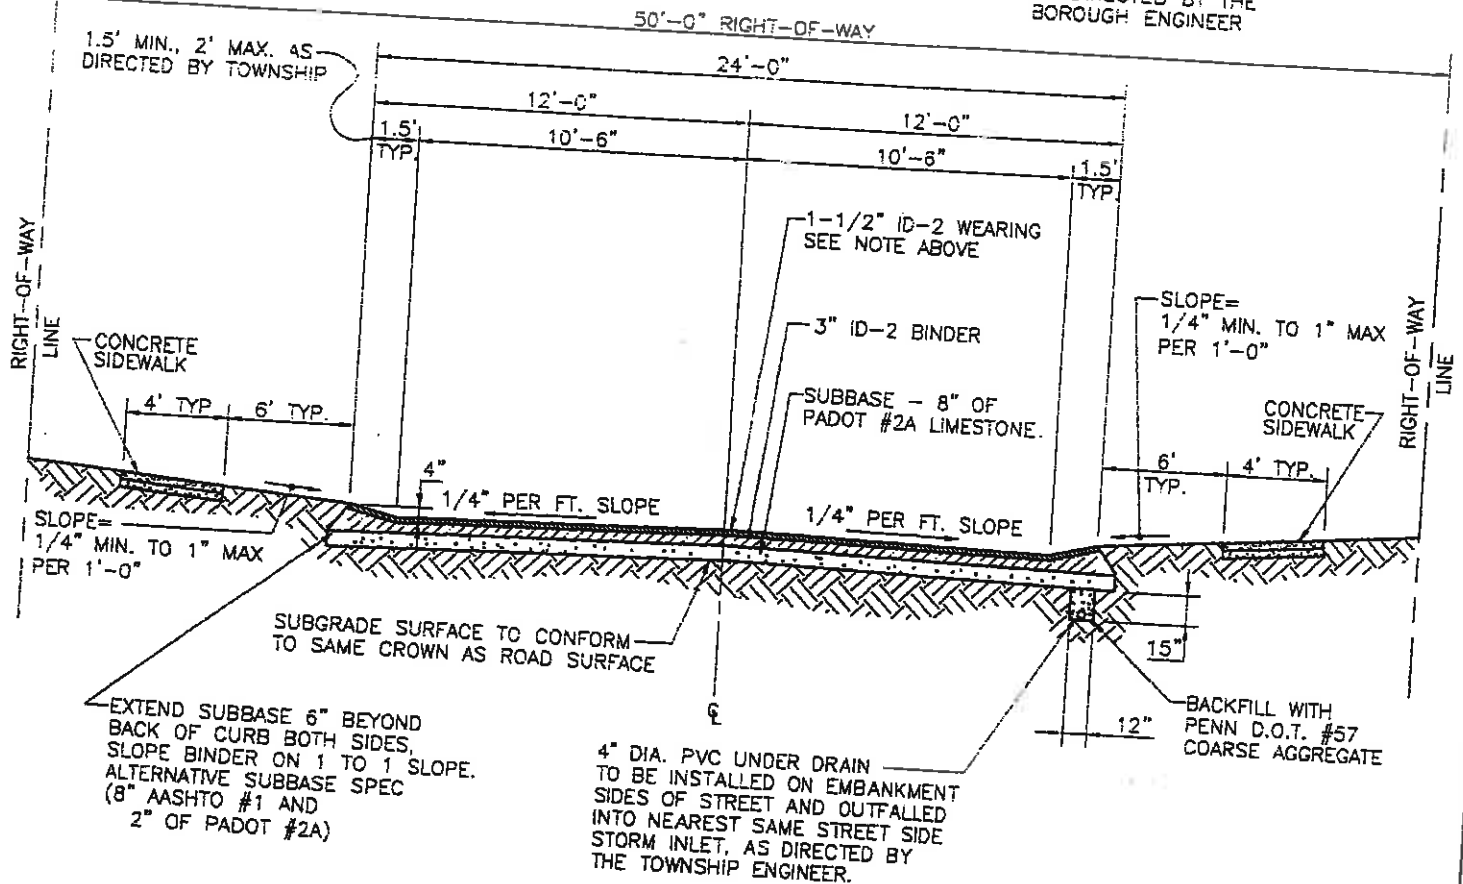 DIRECTED BY THE
BOROUGH ENGINEER
50'-0" RIGHT-OF-WAY
1.5' MIN., 2' MAX. AS
DIRECTED BY TOWNSHIP
24'-0"
12'-0"
12'-0"
1.5'
TYP.
10'-6"
10'-6"
1.5'
TYP.
1-1/2" ID-2 WEARING
SEE NOTE ABOVE
RIGHT-OF-WAY
LINE
SLOPE=
1/4" MIN. TO 1" MAX
PER 1'-0"
RIGHT-OF-WAY
LINE
3" ID-2 BINDER
CONCRETE
SIDEWALK
SUBBASE - 8" OF
PADOT #2A LIMESTONE.
4' TYP
6' TYP.
CONCRETE
SIDEWALK
6'
TYP.
4' TYP.
4"
1/4" PER FT. SLOPE
1/4" PER FT. SLOPE
SLOPE=
1/4" MIN. TO 1" MAX
PER 1'-0"
SUBGRADE SURFACE TO CONFORM
TO SAME CROWN AS ROAD SURFACE
15"
EXTEND SUBBASE 6" BEYOND
BACK OF CURB BOTH SIDES,
SLOPE BINDER ON 1 TO 1 SLOPE.
ALTERNATIVE SUBBASE SPEC
(8" AASHTO #1 AND
2" OF PADOT #2A)
℄
12"
BACKFILL WITH
PENN D.O.T. #57
COARSE AGGREGATE
4" DIA. PVC UNDER DRAIN
TO BE INSTALLED ON EMBANKMENT
SIDES OF STREET AND OUTFALLED
INTO NEAREST SAME STREET SIDE
STORM INLET, AS DIRECTED BY
THE TOWNSHIP ENGINEER.